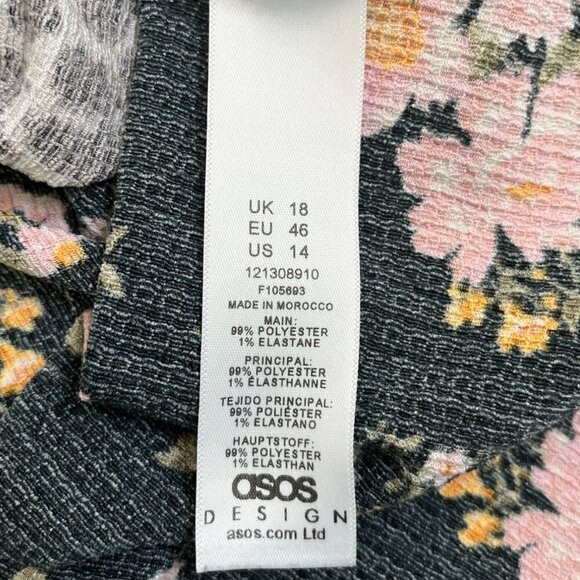 UK 18
EU 46
US 14
121308910
F105693
MADE IN MOROCCO
MAIN:
99% POLYESTER
1% ELASTANE
PRINCIPAL:
99% POLYESTER
1% ÉLASTHANNE
TEJIDO PRINCIPAL:
99% POLIÉSTER
1% ELASTANO
HAUPTSTOFF:
99% POLYESTER
1% ELASTHAN
asos
DESIGN
asos.com Ltd